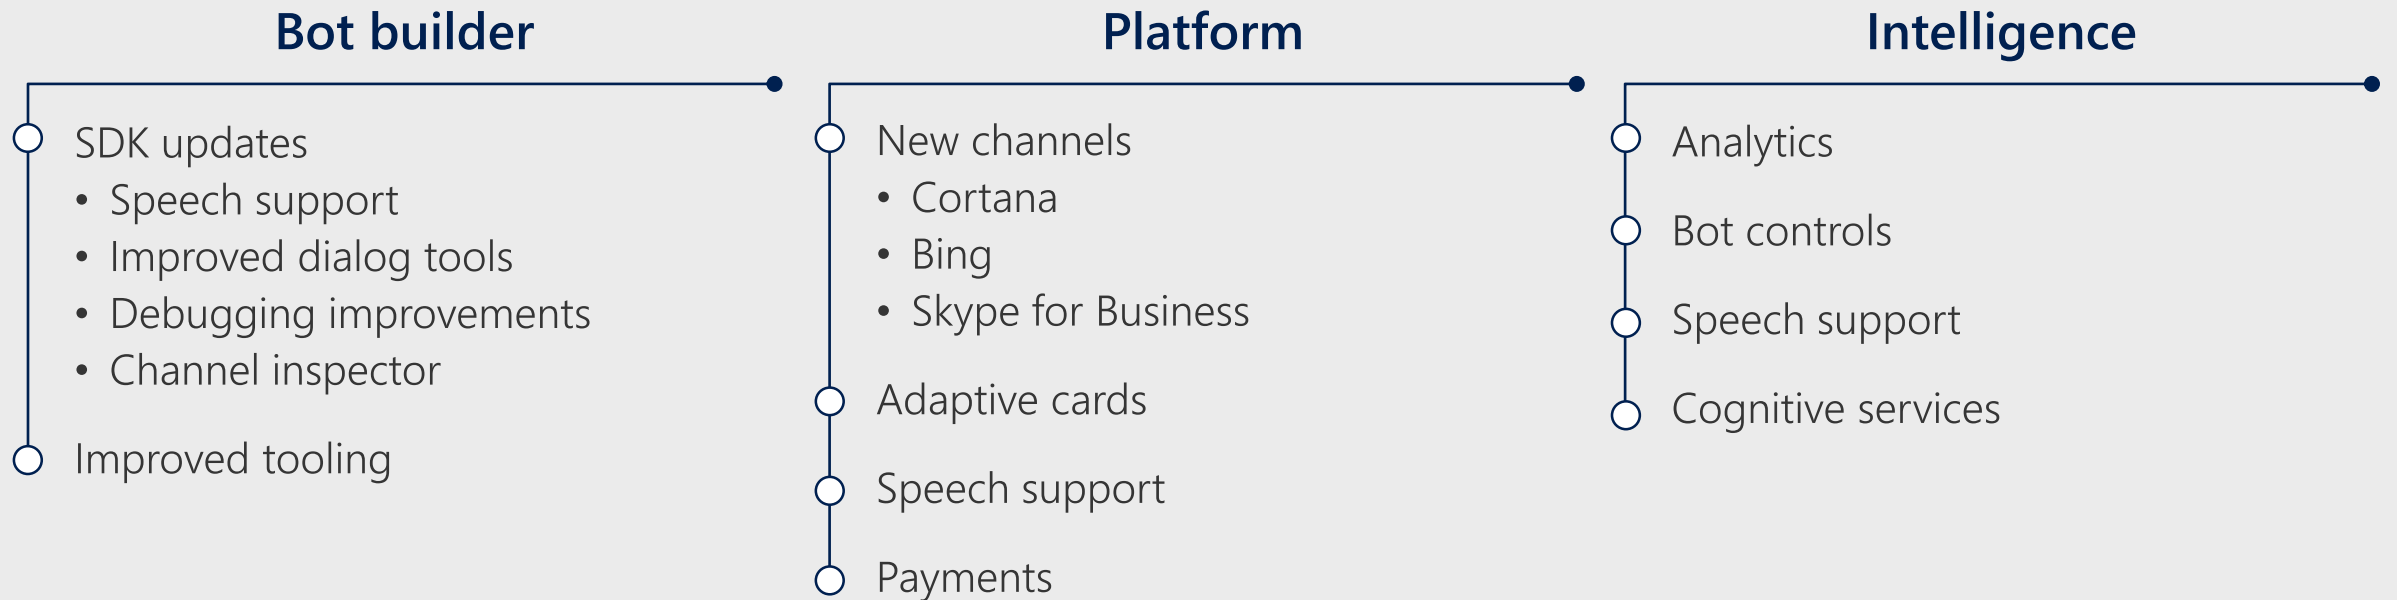 Bot builder
SDK updates
• Speech support
• Improved dialog tools
• Debugging improvements
• Channel inspector
Improved tooling
Platform
New channels
• Cortana
• Bing
• Skype for Business
Adaptive cards
Speech support
Payments
Intelligence
Analytics
Bot controls
Speech support
Cognitive services